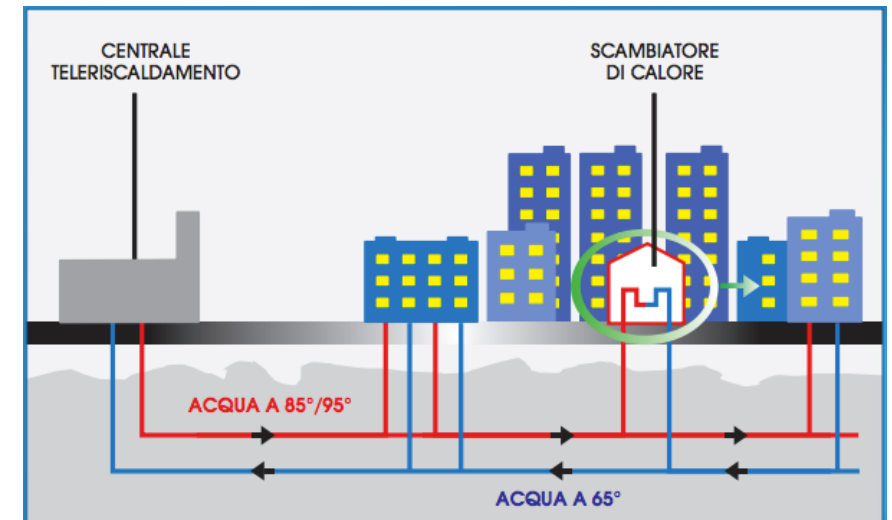 CENTRALE
TELERISCALDAMENTO
SCAMBIATORE
DI CALORE
ACQUA A 85°/95°
ACQUA A 65°